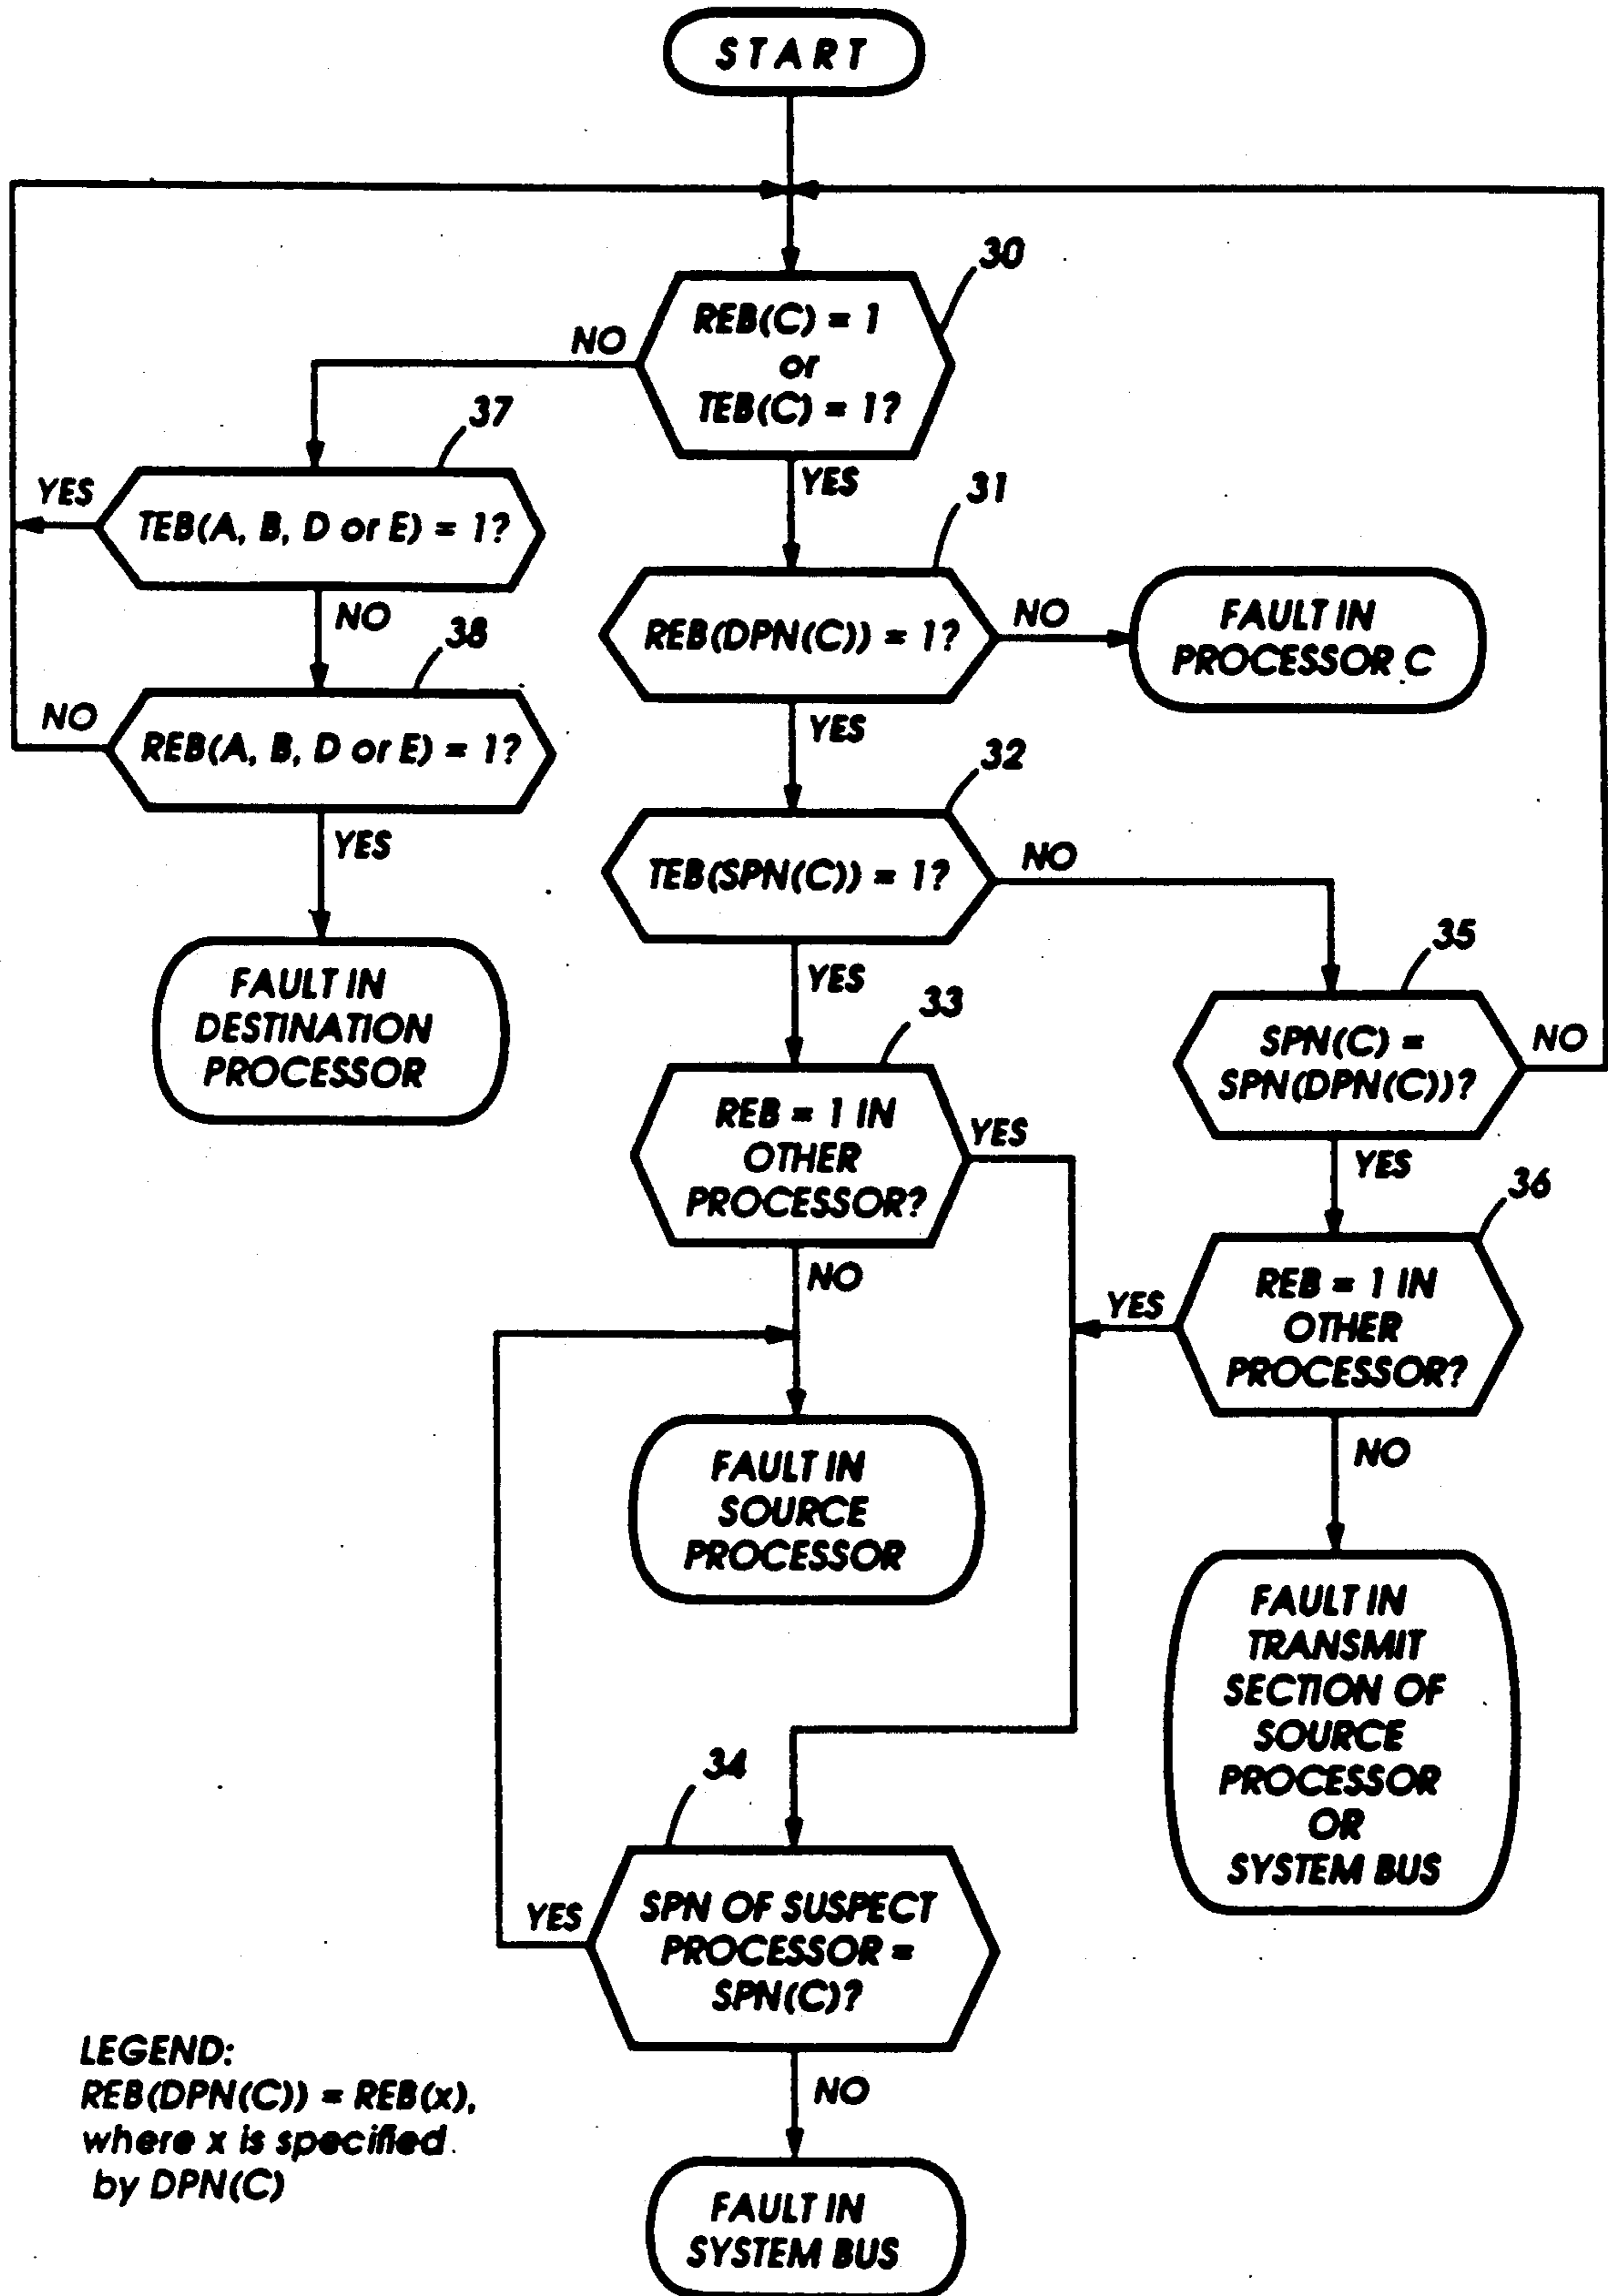 START
30
REB(C) = 1
or
TEB(C) = 1?
NO
YES
37
TEB(A, B, D or E) = 1?
YES
NO
31
REB(DPN(C)) = 1?
NO
YES
FAULT IN
PROCESSOR C
38
REB(A, B, D or E) = 1?
NO
YES
32
TEB(SPN(C)) = 1?
NO
YES
FAULT IN
DESTINATION
PROCESSOR
35
SPN(C) =
SPN(DPN(C))?
NO
YES
33
REB = 1 IN
OTHER
PROCESSOR?
YES
NO
36
REB = 1 IN
OTHER
PROCESSOR?
YES
NO
FAULT IN
SOURCE
PROCESSOR
FAULT IN
TRANSMIT
SECTION OF
SOURCE
PROCESSOR
OR
SYSTEM BUS
34
SPN OF SUSPECT
PROCESSOR =
SPN(C)?
YES
NO
LEGEND:
REB(DPN(C)) = REB(x),
where x is specified
by DPN(C)
FAULT IN
SYSTEM BUS